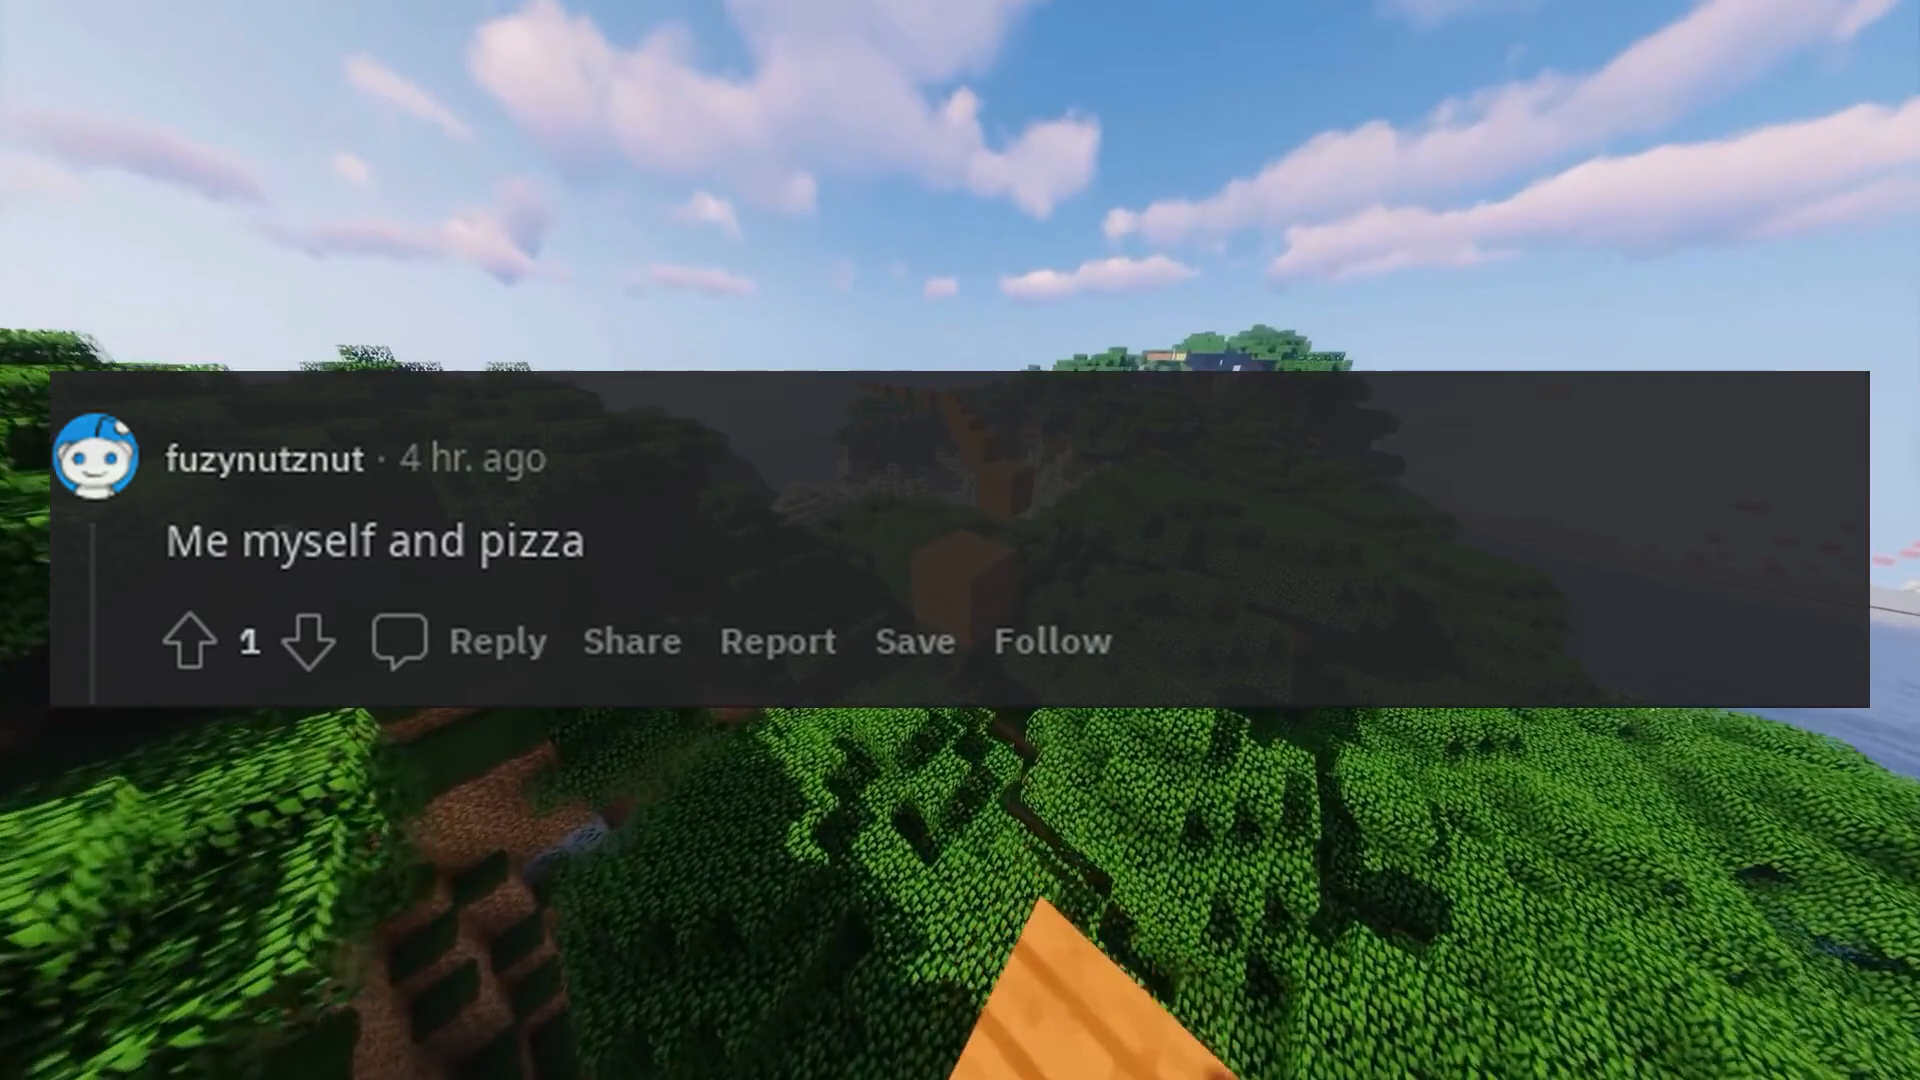 fuzynutznut · 4 hr. ago
Me myself and pizza
1 Reply Share Report Save Follow